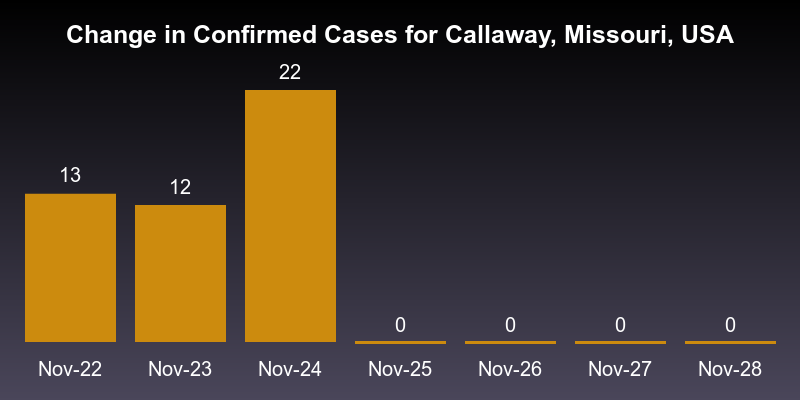 Change in Confirmed Cases for Callaway, Missouri, USA
22
13
12
0 0 0 0
Nov-22 Nov-23 Nov-24 Nov-25 Nov-26 Nov-27 Nov-28